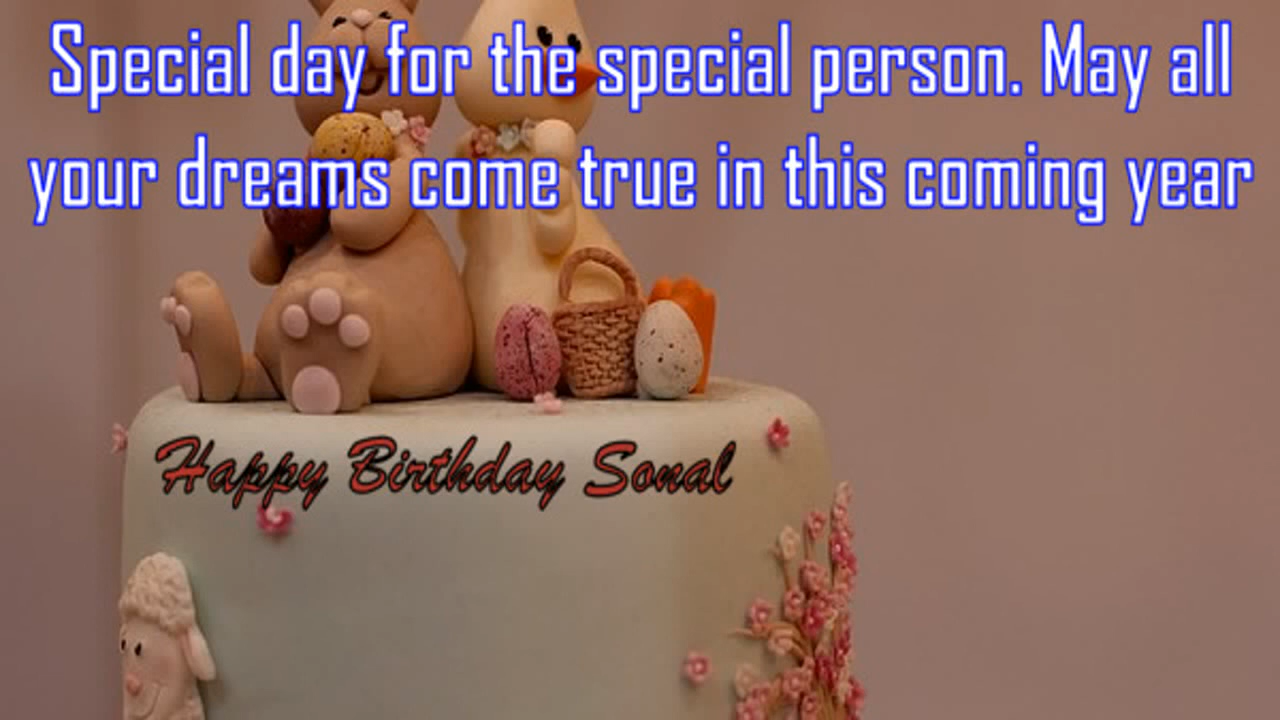 Special day for the special person. May all
your dreams come true in this coming year
Happy Birthday Sonal